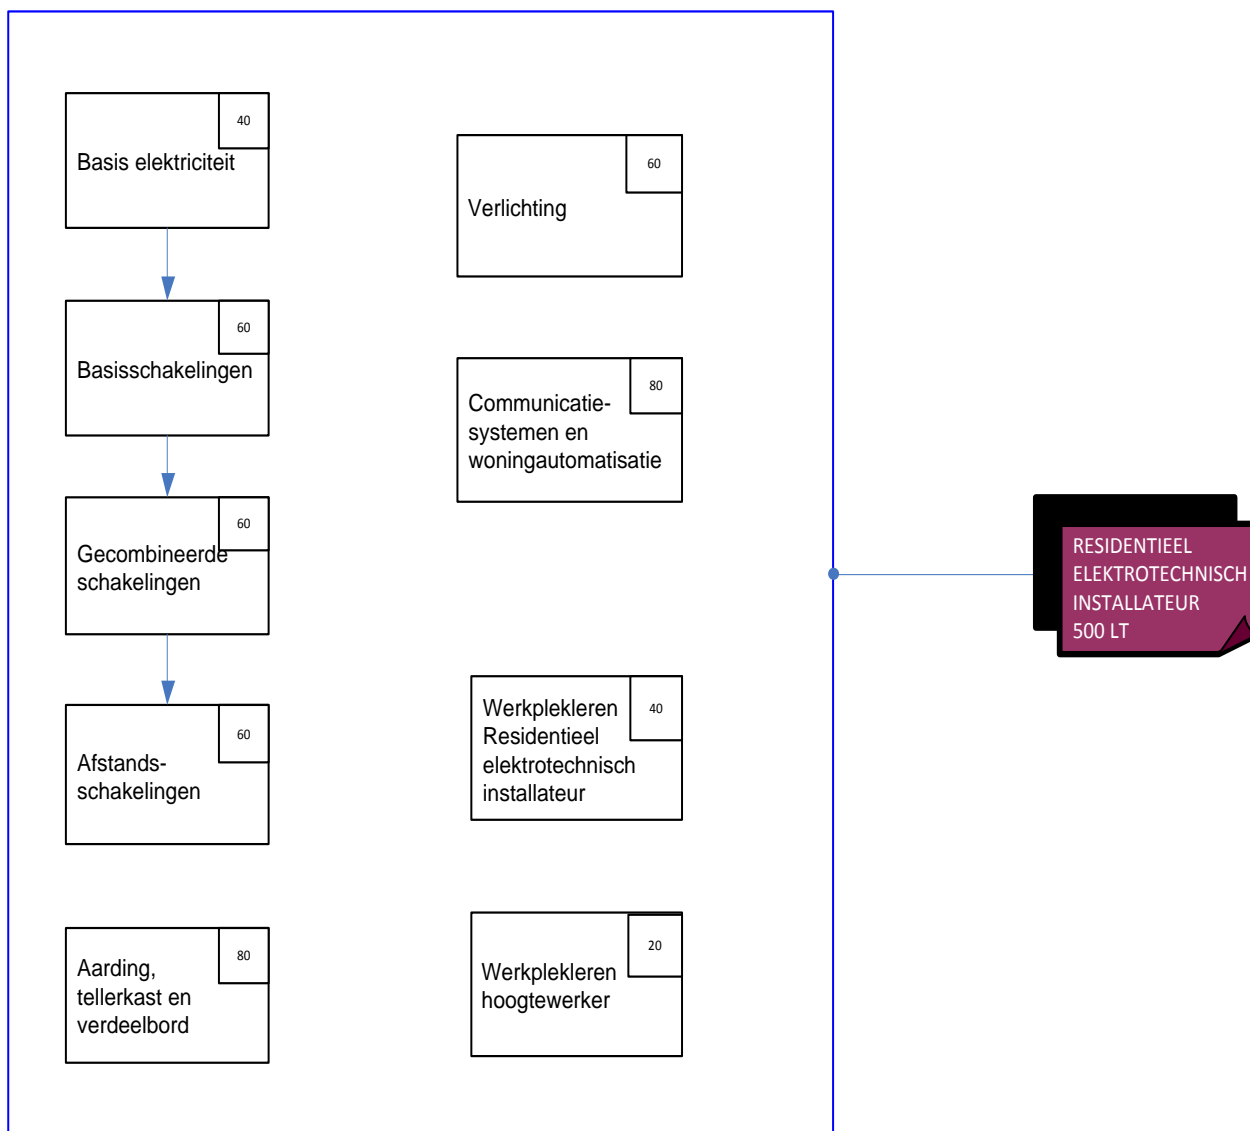 40
Basis elektriciteit
60
Basisschakelingen
60
Gecombineerde
schakelingen
60
Afstands-
schakelingen
80
Aarding,
tellerkast en
verdeelbord
60
Verlichting
80
Communicatie-
systemen en
woningautomatisatie
40
Werkplekleren
Residentieel
elektrotechnisch
installateur
20
Werkplekleren
hoogtewerker
RESIDENTIEEL
ELEKTROTECHNISCH
INSTALLATEUR
500 LT